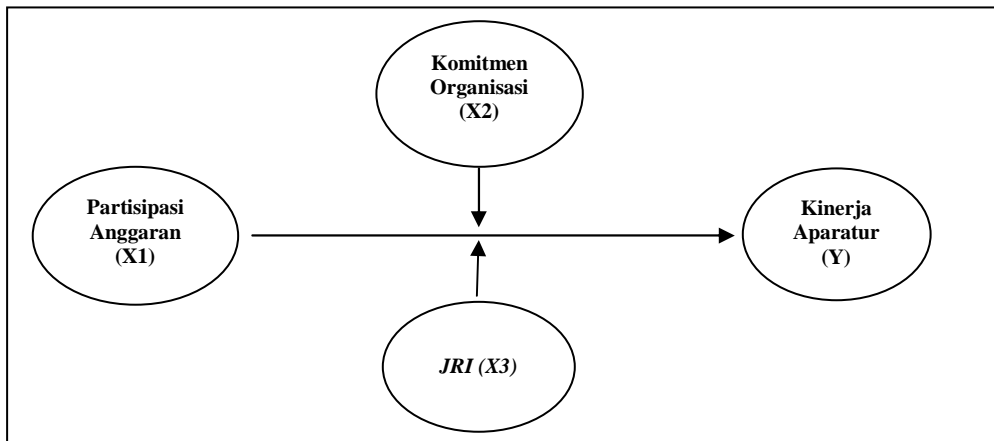 Komitmen
Organisasi
(X2)
Partisipasi
Anggaran
(X1)
Kinerja
Aparatur
(Y)
JRI (X3)